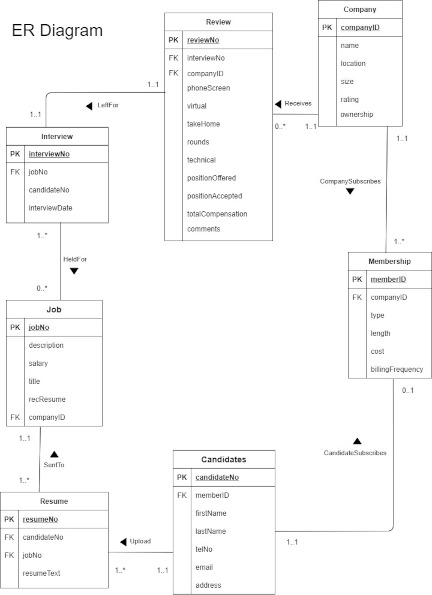 ER Diagram
Review
PK reviewNo
FK interviewNo
FK companyID
phoneScreen
virtual
takeHome
rounds
technical
positionOffered
positionAccepted
totalCompensation
comments
Company
PK companyID
name
location
size
rating
ownership
1..1
LeftFor
1..1
Receives
0..*
1..1
1..1
Interview
PK interviewNo
FK jobNo
candidateNo
interviewDate
CompanySubscribes
1..*
1..*
HeldFor
0..*
Membership
PK memberID
FK companyID
type
length
cost
billingFrequency
Job
PK jobNo
description
salary
title
recResume
FK companyID
0..1
1..1
SentTo
1..*
CandidateSubscribes
Candidates
PK candidateNo
FK memberID
firstName
lastName
telNo
email
address
1..1
Resume
PK resumeNo
FK candidateNo
FK jobNo
resumeText
Upload
1..*
1..1